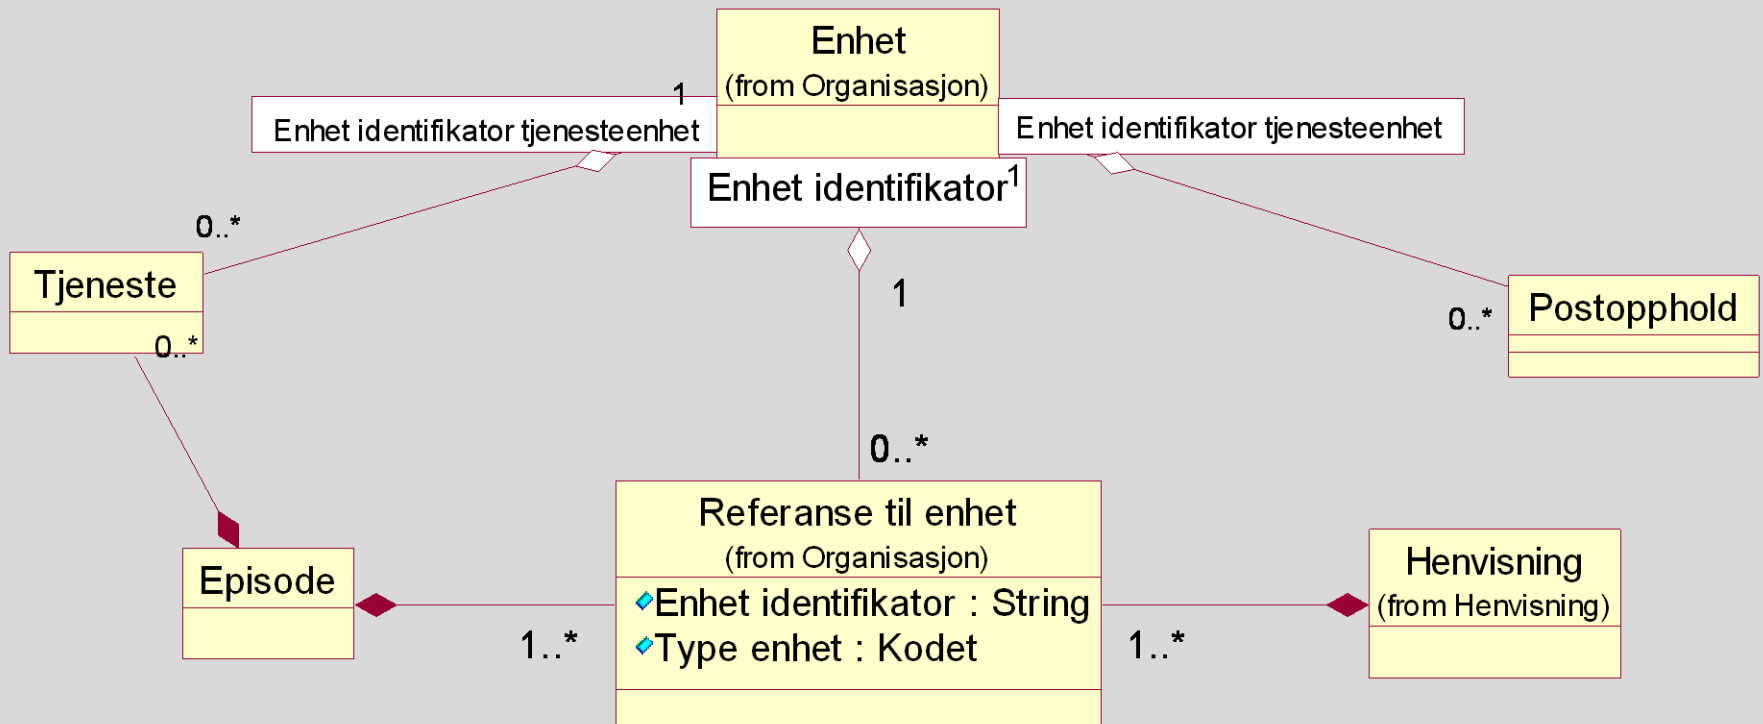 Enhet
(from Organisasjon)
1
Enhet identifikator tjenesteenhet
Enhet identifikator tjenesteenhet
Enhet identifikator
1
0..*
1
Tjeneste
0..*
Postopphold
0..*
0..*
Referanse til enhet
(from Organisasjon)
Enhet identifikator : String
Type enhet : Kodet
Episode
1..*
1..*
Henvisning
(from Henvisning)